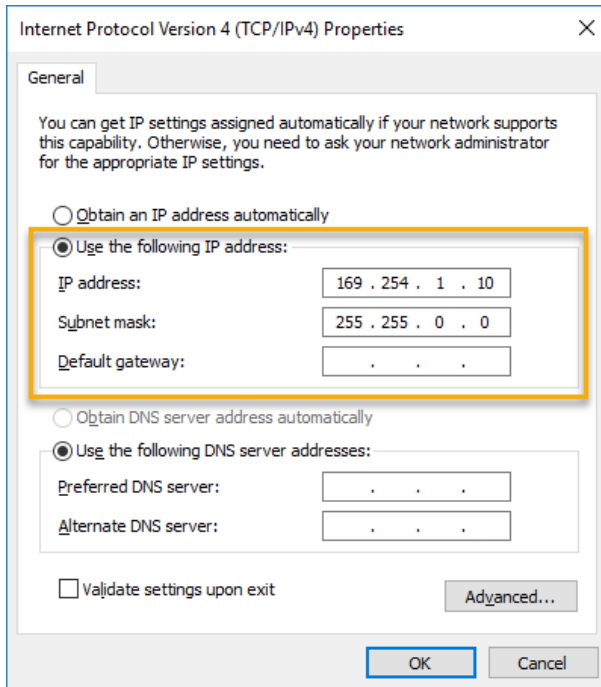 Internet Protocol Version 4 (TCP/IPv4) Properties
General
You can get IP settings assigned automatically if your network supports
this capability. Otherwise, you need to ask your network administrator
for the appropriate IP settings.
Obtain an IP address automatically
Use the following IP address:
IP address: 169 . 254 . 1 . 10
Subnet mask: 255 . 255 . 0 . 0
Default gateway: . . .
Obtain DNS server address automatically
Use the following DNS server addresses:
Preferred DNS server: . . .
Alternate DNS server: . . .
Validate settings upon exit
Advanced...
OK Cancel